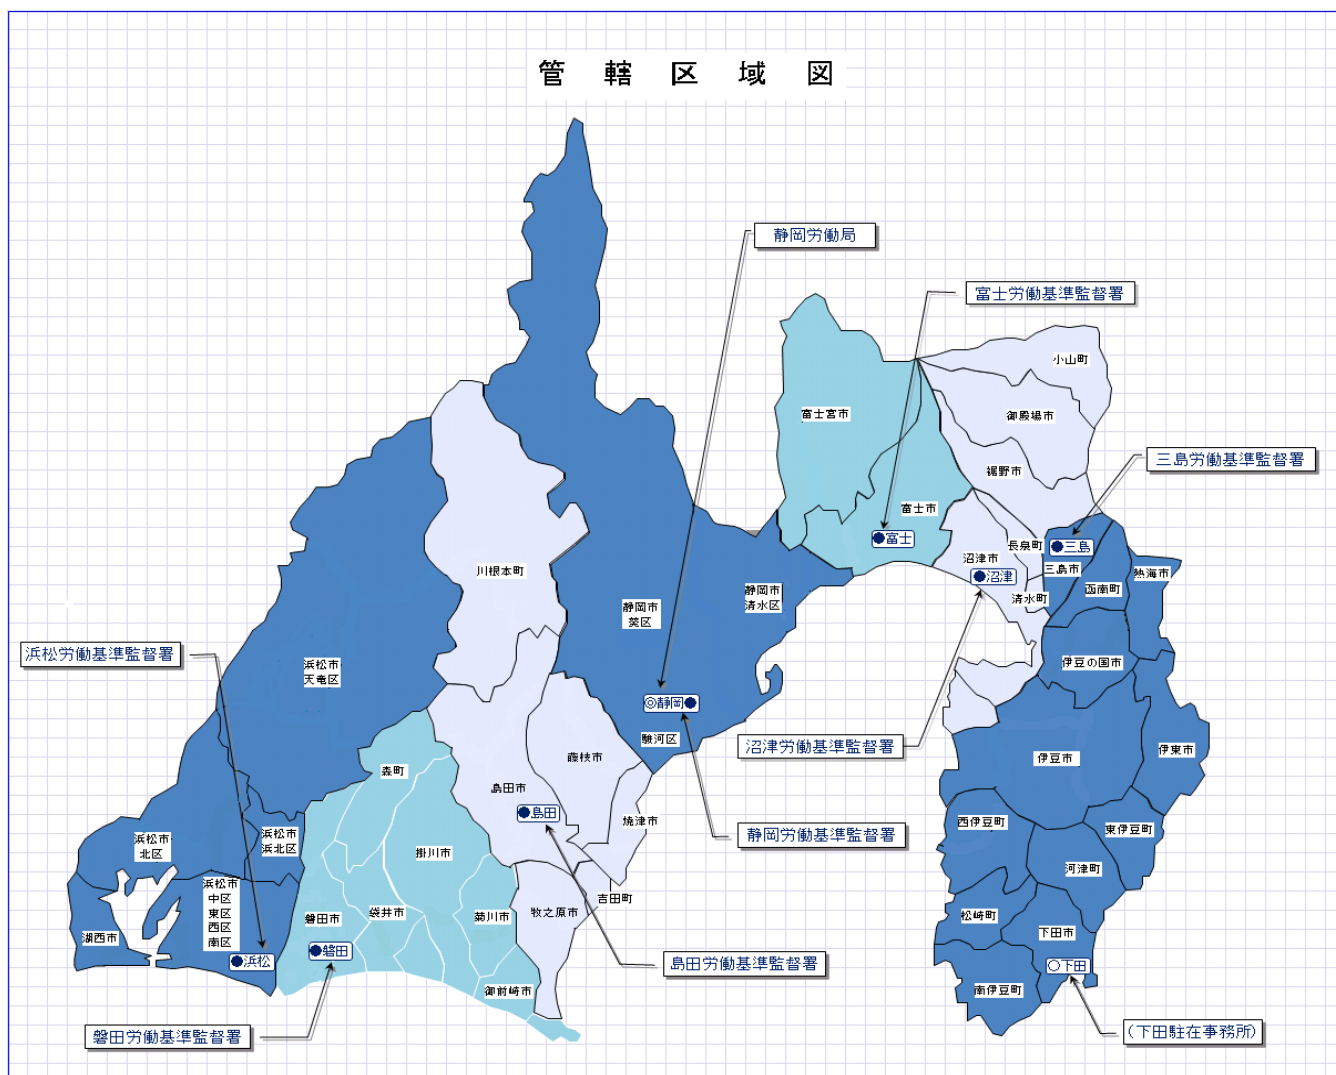 管轄区域図
静岡労働局
富士労働基準監督署
小山町
富士宮市
御殿場市
三島労働基準監督署
裾野市
富士市
●富士
長泉町
●三島
沼津市
三島市
熱海市
●沼津
函南町
清水町
川根本町
静岡市
清水区
静岡市
葵区
浜松労働基準監督署
浜松市
天竜区
伊豆の国市
◎静岡●
駿河区
沼津労働基準監督署
伊東市
伊豆市
藤枝市
森町
島田市
●島田
焼津市
西伊豆町
東伊豆町
静岡労働基準監督署
浜松市
北区
浜松市
浜北区
掛川市
河津町
浜松市
中区
東区
西区
南区
吉田町
牧之原市
磐田市
袋井市
菊川市
松崎町
下田市
湖西市
●磐田
●浜松
島田労働基準監督署
○下田
御前崎市
南伊豆町
磐田労働基準監督署
(下田駐在事務所)